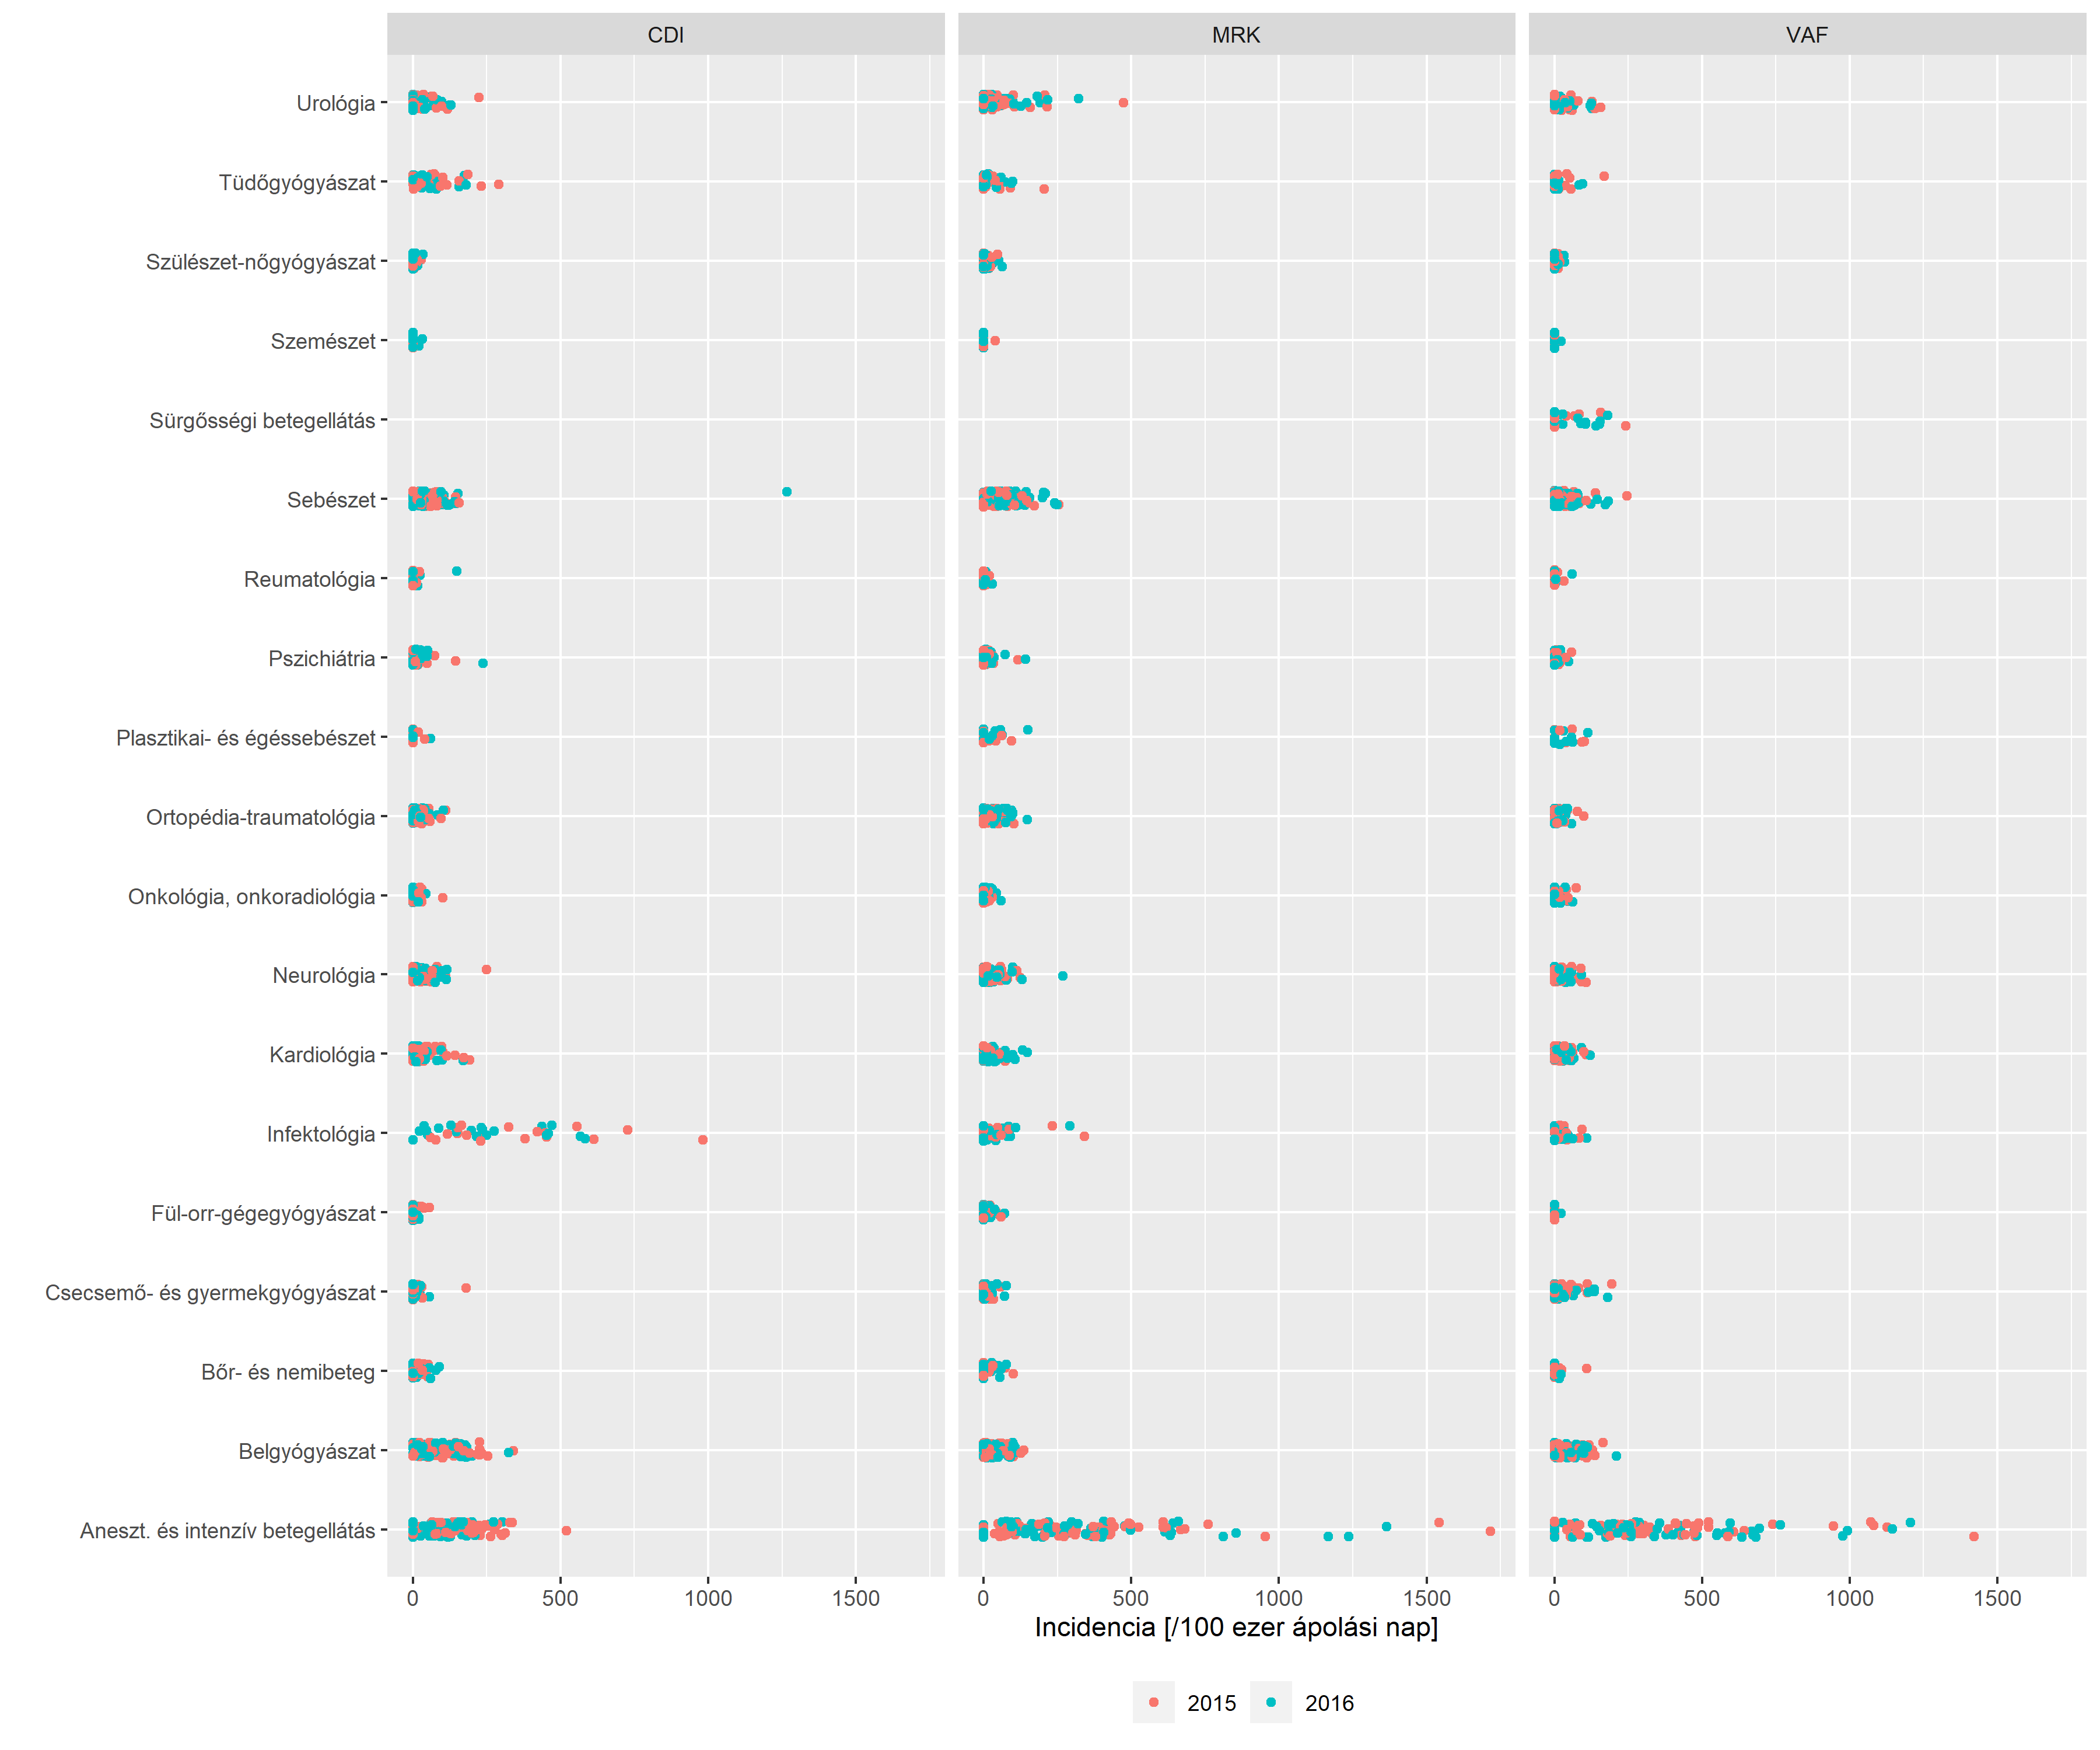 CDI MRK VAF
Urológia
Tüdőgyógyászat
Szülészet-nőgyógyászat
Szemészet
Sürgősségi betegellátás
Sebészet
Reumatológia
Pszichiátria
Plasztikai- és égéssebészet
Ortopédia-traumatológia
Onkológia, onkoradiológia
Neurológia
Kardiológia
Infektológia
Fül-orr-gégegyógyászat
Csecsemő- és gyermekgyógyászat
Bőr- és nemibeteg
Belgyógyászat
Aneszt. és intenzív betegellátás
0 500 1000 1500 0 500 1000 1500 0 500 1000 1500
Incidencia [/100 ezer ápolási nap]
2015 2016